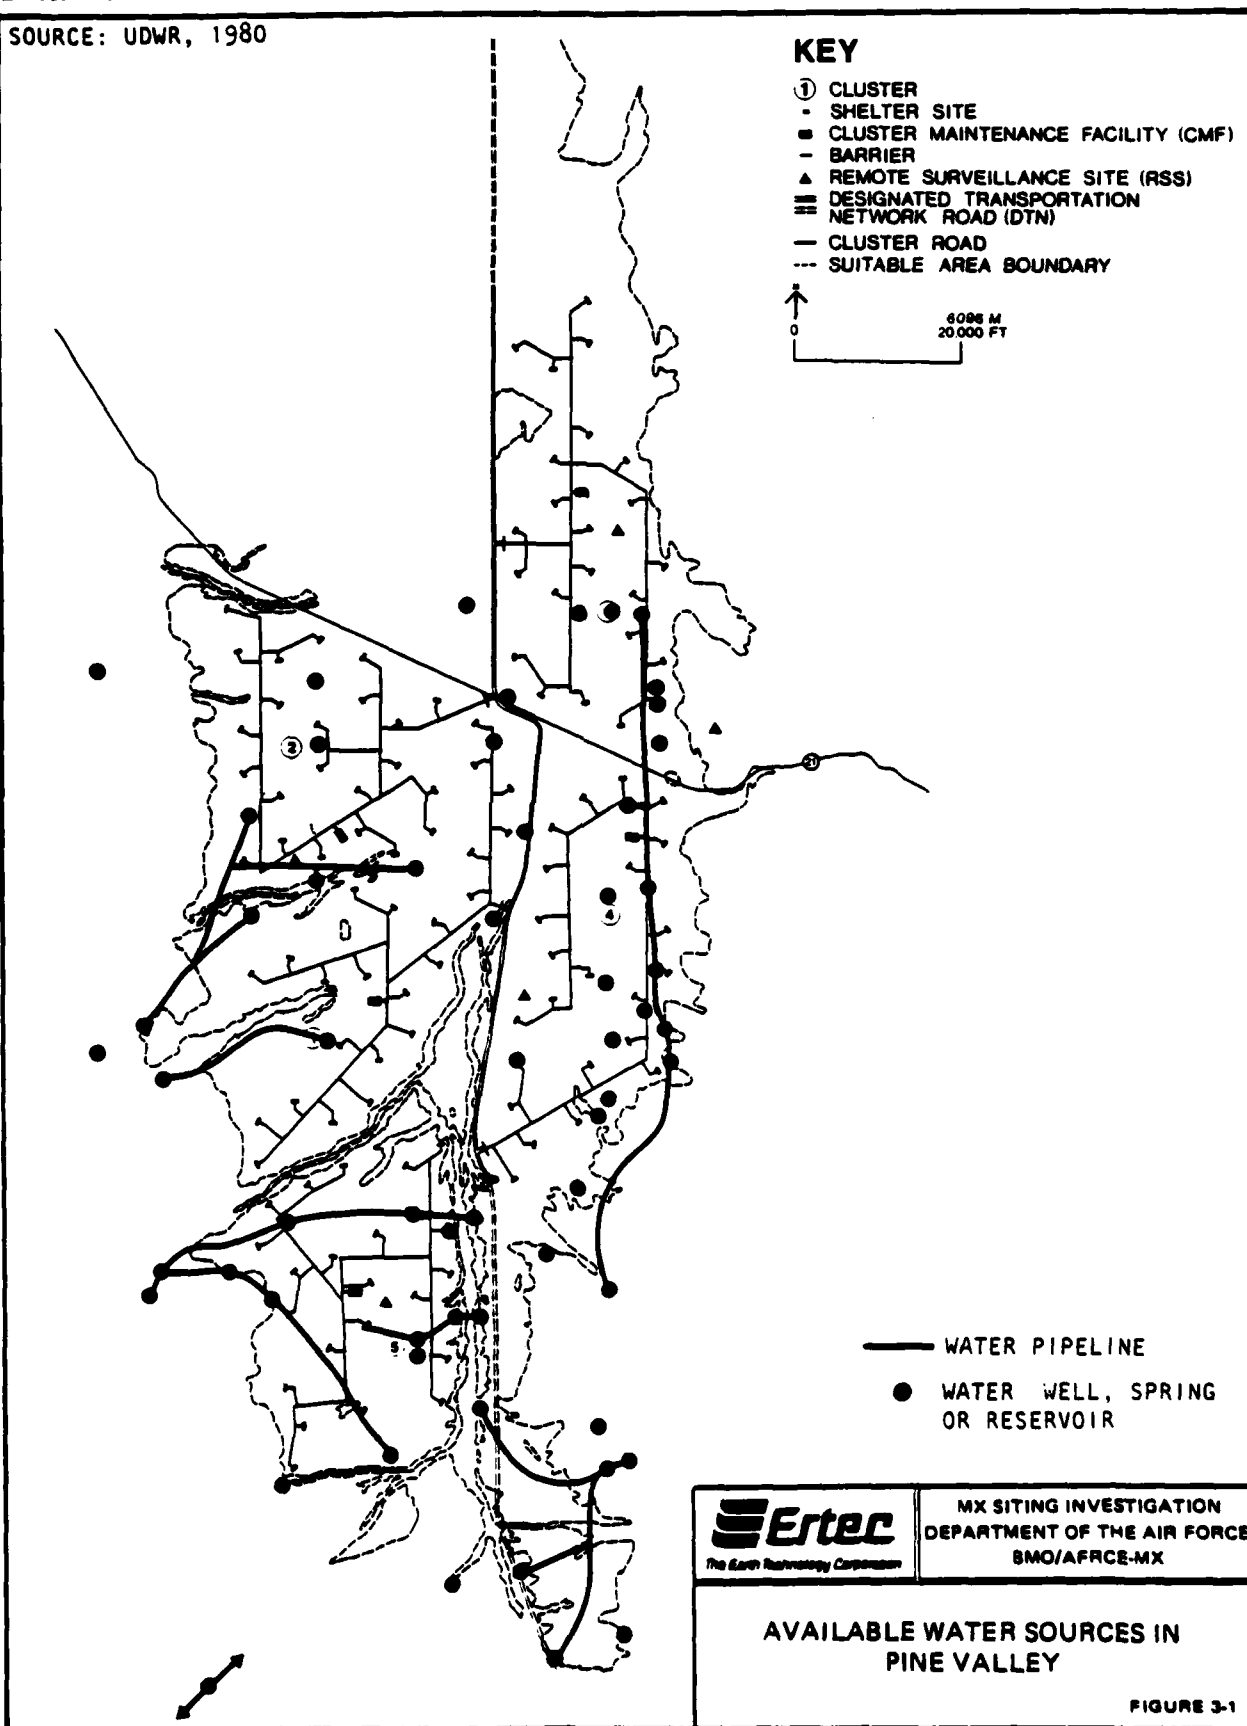 SOURCE: UDWR, 1980
KEY
1 CLUSTER
SHELTER SITE
CLUSTER MAINTENANCE FACILITY (CMF)
BARRIER
REMOTE SURVEILLANCE SITE (RSS)
DESIGNATED TRANSPORTATION
NETWORK ROAD (DTN)
CLUSTER ROAD
SUITABLE AREA BOUNDARY
N
0
6096 M
20,000 FT
2
21
4
5
WATER PIPELINE
WATER WELL, SPRING
OR RESERVOIR
Ertec
The Earth Technology Corporation
MX SITING INVESTIGATION
DEPARTMENT OF THE AIR FORCE
BMO/AFRCE-MX
AVAILABLE WATER SOURCES IN
PINE VALLEY
FIGURE 3-1